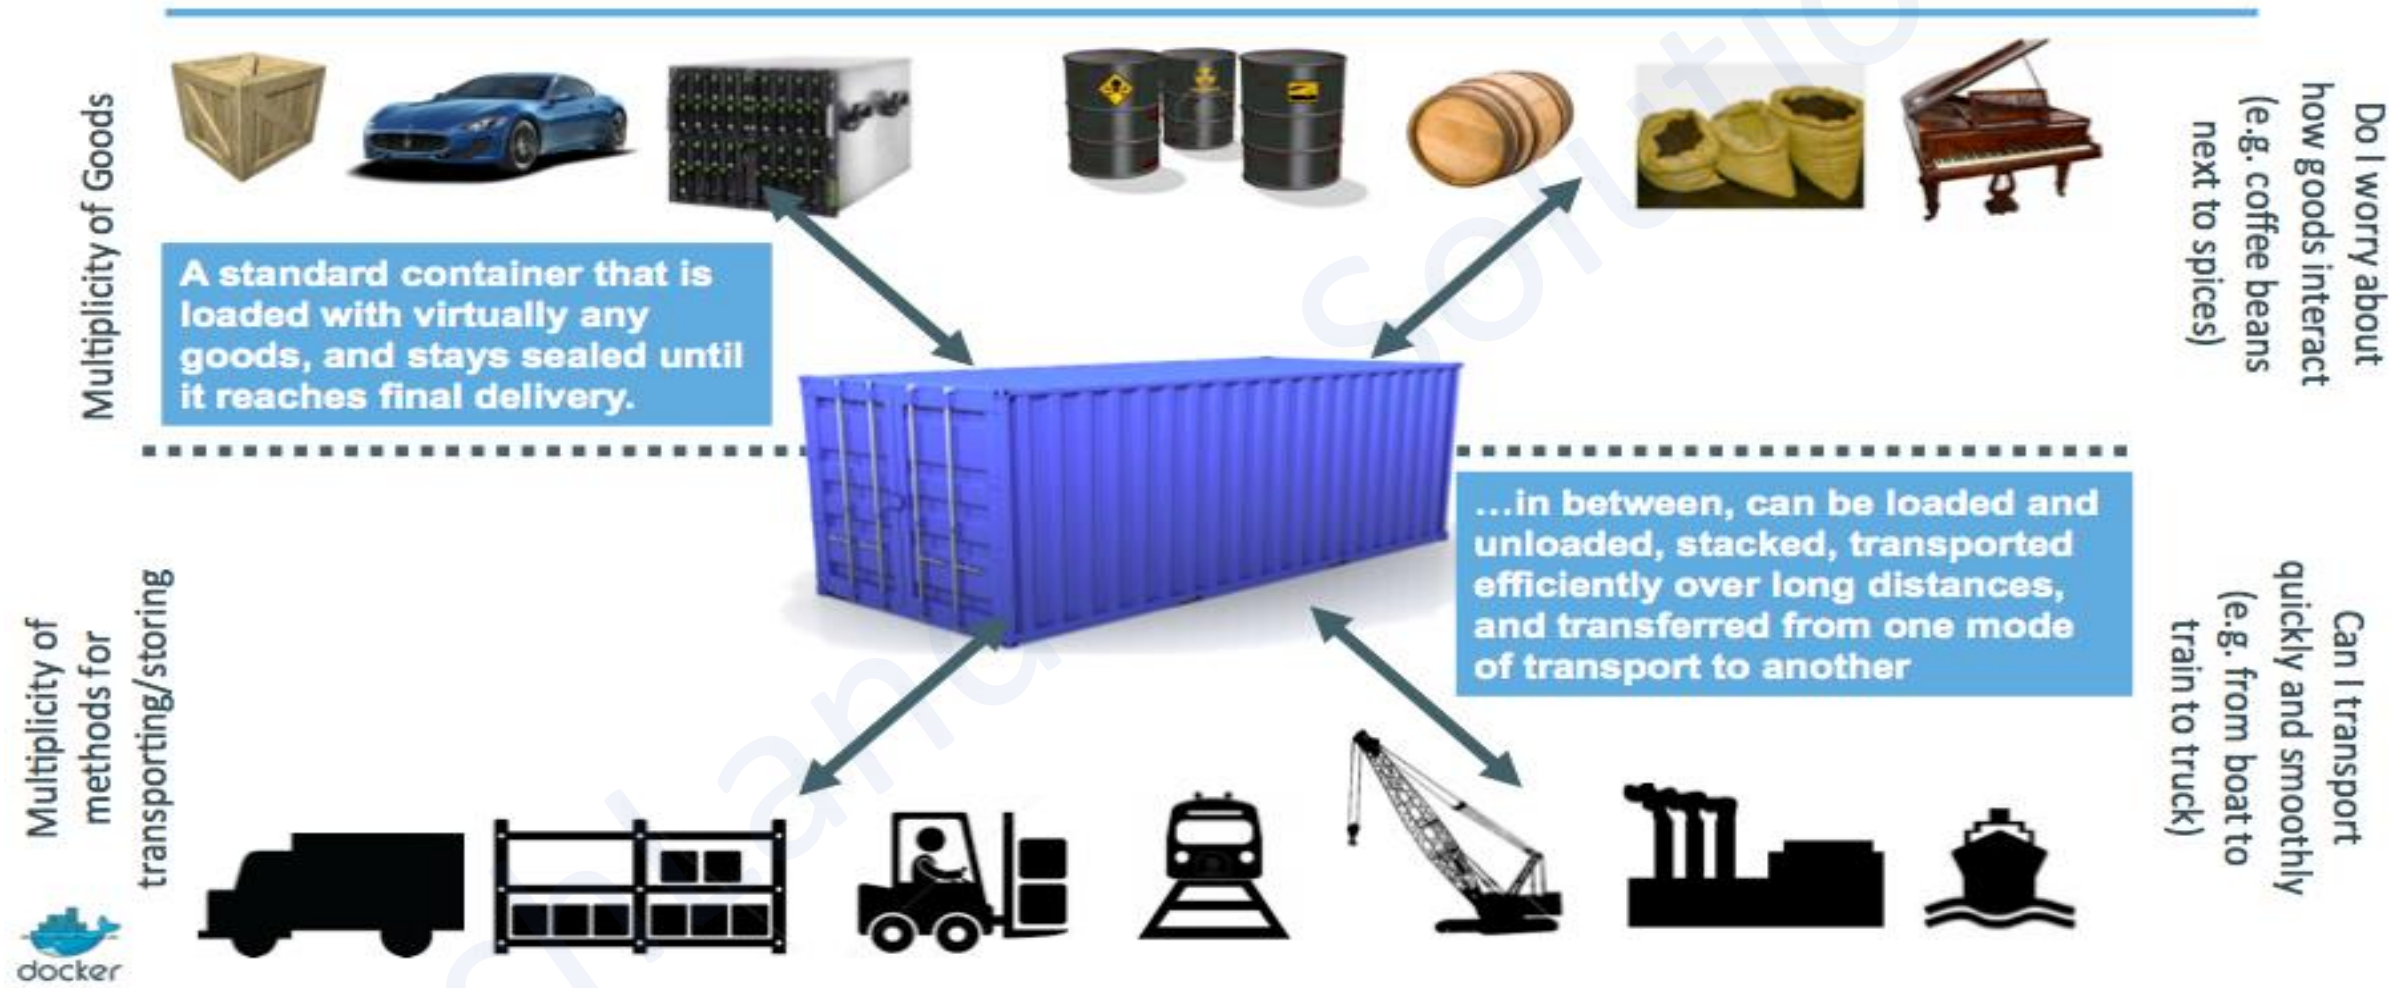 Multiplicity of Goods
A standard container that is
loaded with virtually any
goods, and stays sealed until
it reaches final delivery.
Do I worry about
how goods interact
(e.g. coffee beans
next to spices)
Multiplicity of
methods for
transporting/storing
...in between, can be loaded and
unloaded, stacked, transported
efficiently over long distances,
and transferred from one mode
of transport to another
Can I transport
quickly and smoothly
(e.g. from boat to
train to truck)
docker